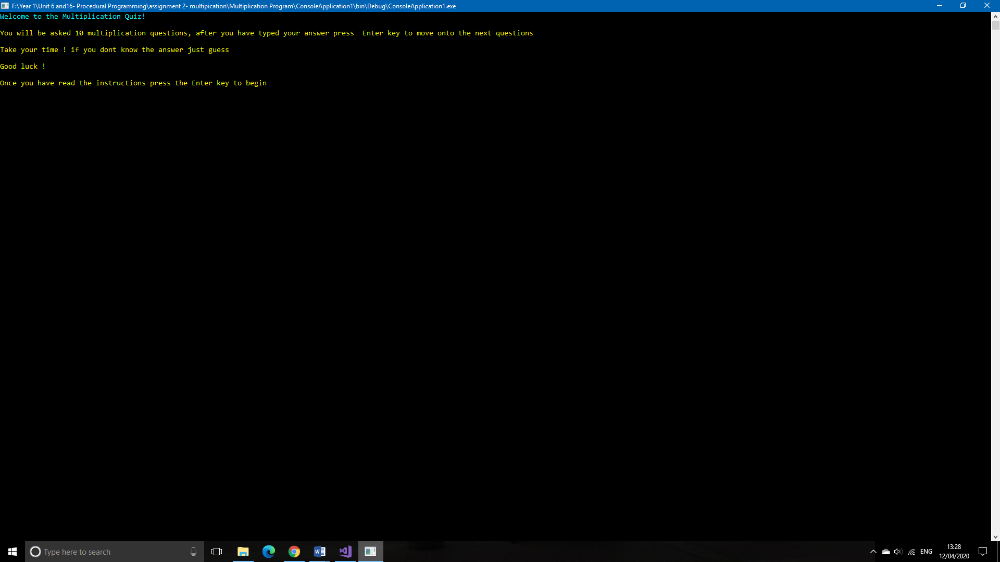 F:\Year 1\Unit 6 and16- Procedural Programming\assignment 2- multipication\Multiplication Program\ConsoleApplication1\bin\Debug\ConsoleApplication1.exe
Welcome to the Multiplication Quiz!
You will be asked 10 multiplication questions, after you have typed your answer press  Enter key to move onto the next questions
Take your time ! if you dont know the answer just guess
Good luck !
Once you have read the instructions press the Enter key to begin
Type here to search
ENG
13:28
12/04/2020